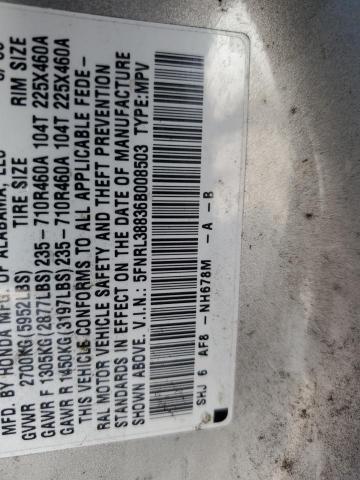 MFD. BY HONDA MFG. OF ALABAMA, LLC
GVWR 2700KG(5952LBS) TIRE SIZE RIM SIZE
GAWR F 1305KG(2877LBS) 235-710R460A 104T 225X460A
GAWR R 1450KG(3197LBS) 235-710R460A 104T 225X460A
THIS VEHICLE CONFORMS TO ALL APPLICABLE FEDE-
RAL MOTOR VEHICLE SAFETY AND THEFT PREVENTION
STANDARDS IN EFFECT ON THE DATE OF MANUFACTURE
SHOWN ABOVE. V.I.N.: 5FNRL38836B008503 TYPE:MPV
SHJ 6 AF8 -NH678M -A -B